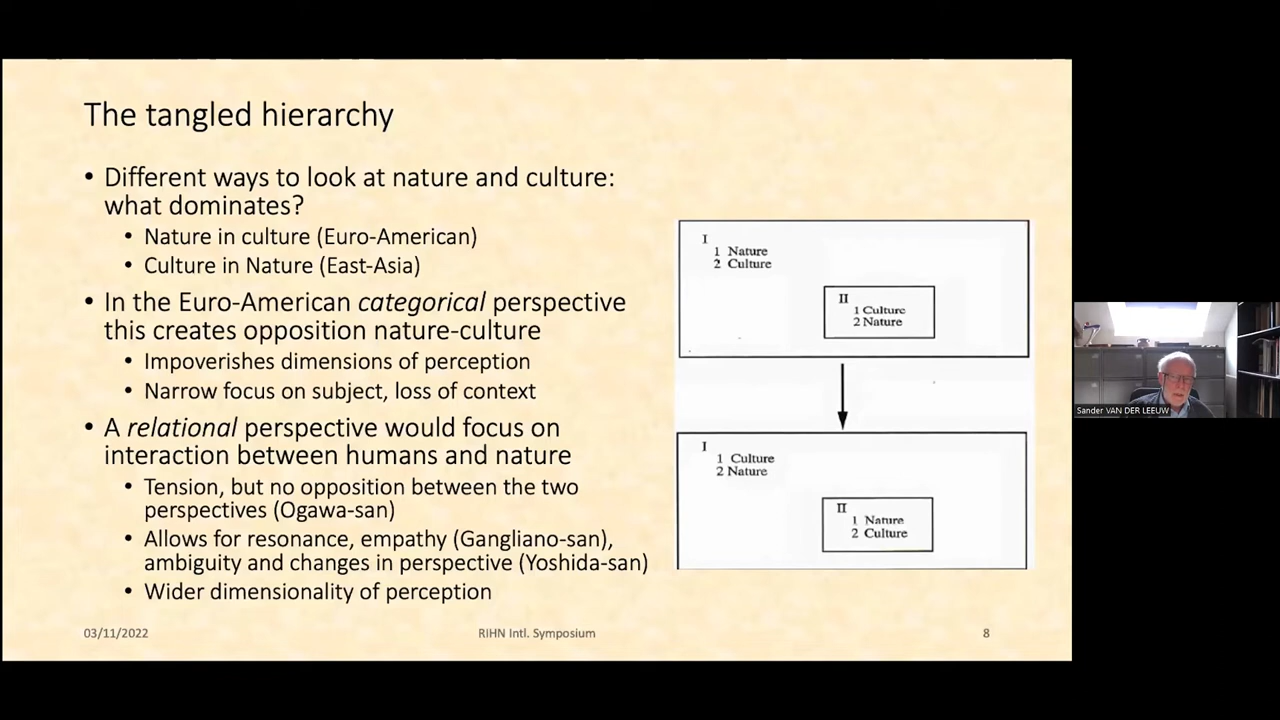 The tangled hierarchy
• Different ways to look at nature and culture:
what dominates?
• Nature in culture (Euro-American)
• Culture in Nature (East-Asia)
• In the Euro-American categorical perspective
this creates opposition nature-culture
• Impoverishes dimensions of perception
• Narrow focus on subject, loss of context
• A relational perspective would focus on
interaction between humans and nature
• Tension, but no opposition between the two
perspectives (Ogawa-san)
• Allows for resonance, empathy (Gangliano-san),
ambiguity and changes in perspective (Yoshida-san)
• Wider dimensionality of perception
I
1 Nature
2 Culture
II
1 Culture
2 Nature
I
1 Culture
2 Nature
II
1 Nature
2 Culture
03/11/2022
RIHN Intl. Symposium
8
Sander VAN DER LEEUW